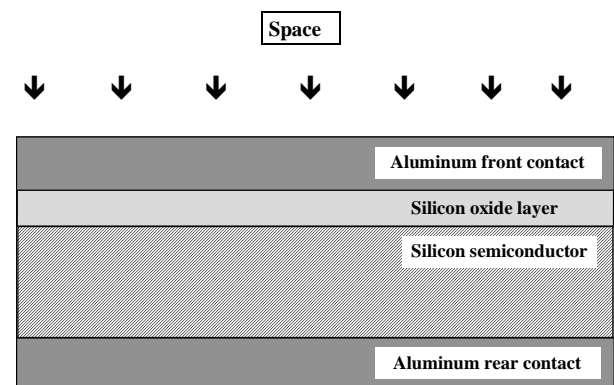 Space
Aluminum front contact
Silicon oxide layer
Silicon semiconductor
Aluminum rear contact